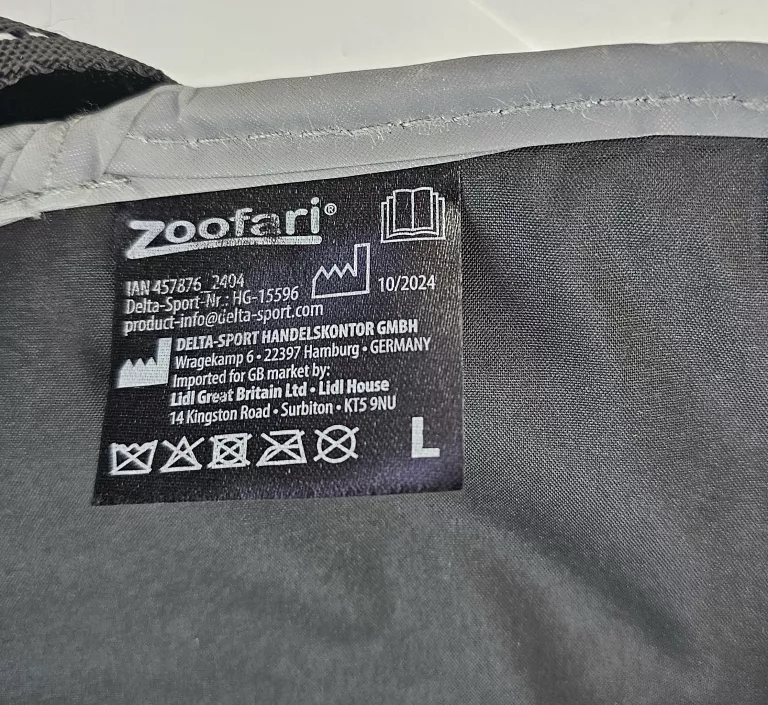 zoofari®
IAN 457876_2404
Delta-Sport-Nr.: HG-15596
10/2024
product-info@delta-sport.com
DELTA-SPORT HANDELSKONTOR GMBH
Wragekamp 6 • 22397 Hamburg • GERMANY
Imported for GB market by:
Lidl Great Britain Ltd • Lidl House
14 Kingston Road • Surbiton • KT5 9NU
L